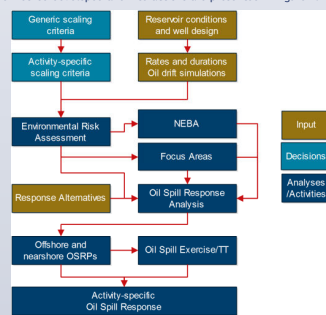 Generic scaling
criteria
Reservoir conditions
and well design
Activity-specific
scaling criteria
Rates and durations
Oil drift simulations
Environmental Risk
Assessment
NEBA
Focus Areas
Input
Decisions
Analyses
/Activities
Response Alternatives
Oil Spill Response
Analysis
Offshore and
nearshore OSRPs
Oil Spill Exercise/TT
Activity-specific
Oil Spill Response